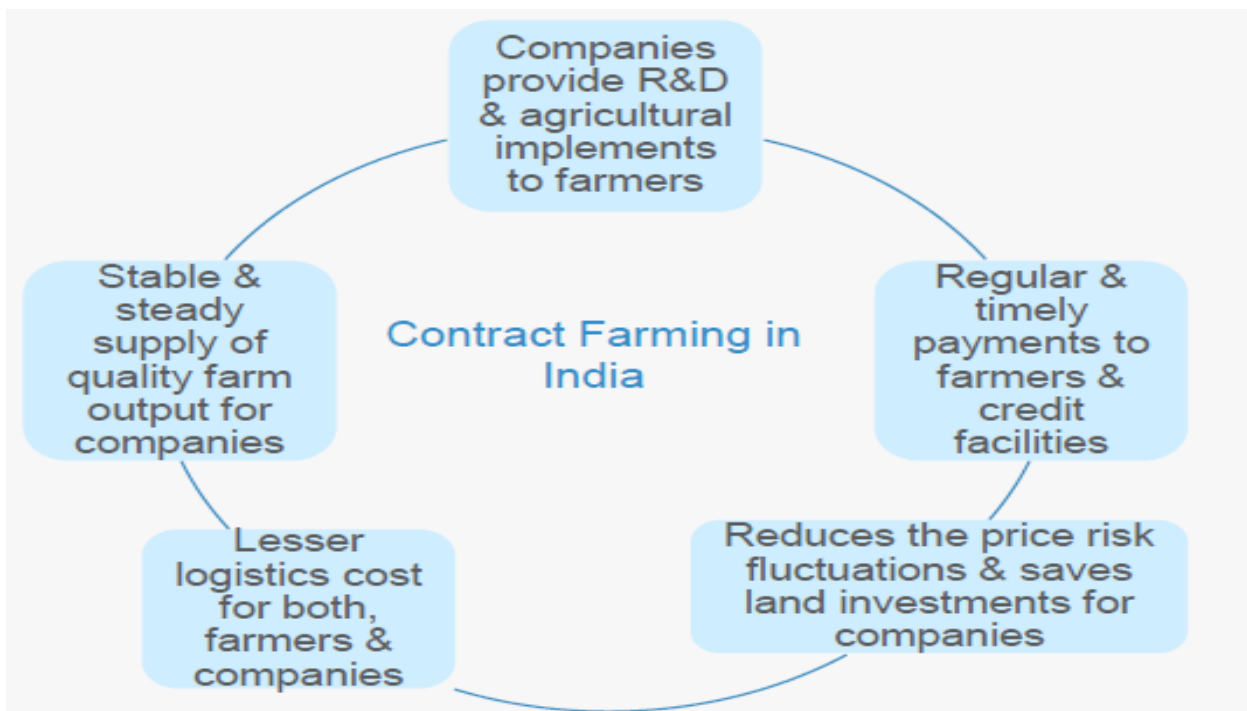 Companies
provide R&D
& agricultural
implements
to farmers
Stable &
steady
supply of
quality farm
output for
companies
Contract Farming in
India
Regular &
timely
payments to
farmers &
credit
facilities
Lesser
logistics cost
for both,
farmers &
companies
Reduces the price risk
fluctuations & saves
land investments for
companies